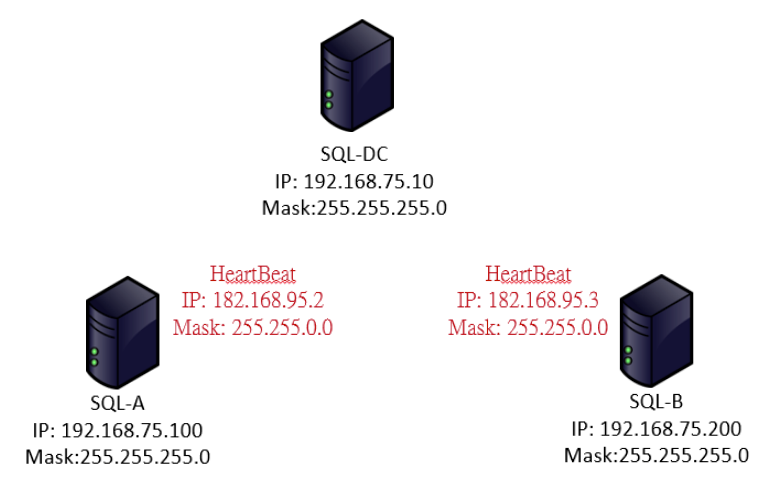 SQL-DC
IP: 192.168.75.10
Mask:255.255.255.0
HeartBeat
IP: 182.168.95.2
Mask: 255.255.0.0
HeartBeat
IP: 182.168.95.3
Mask: 255.255.0.0
SQL-A
IP: 192.168.75.100
Mask:255.255.255.0
SQL-B
IP: 192.168.75.200
Mask:255.255.255.0